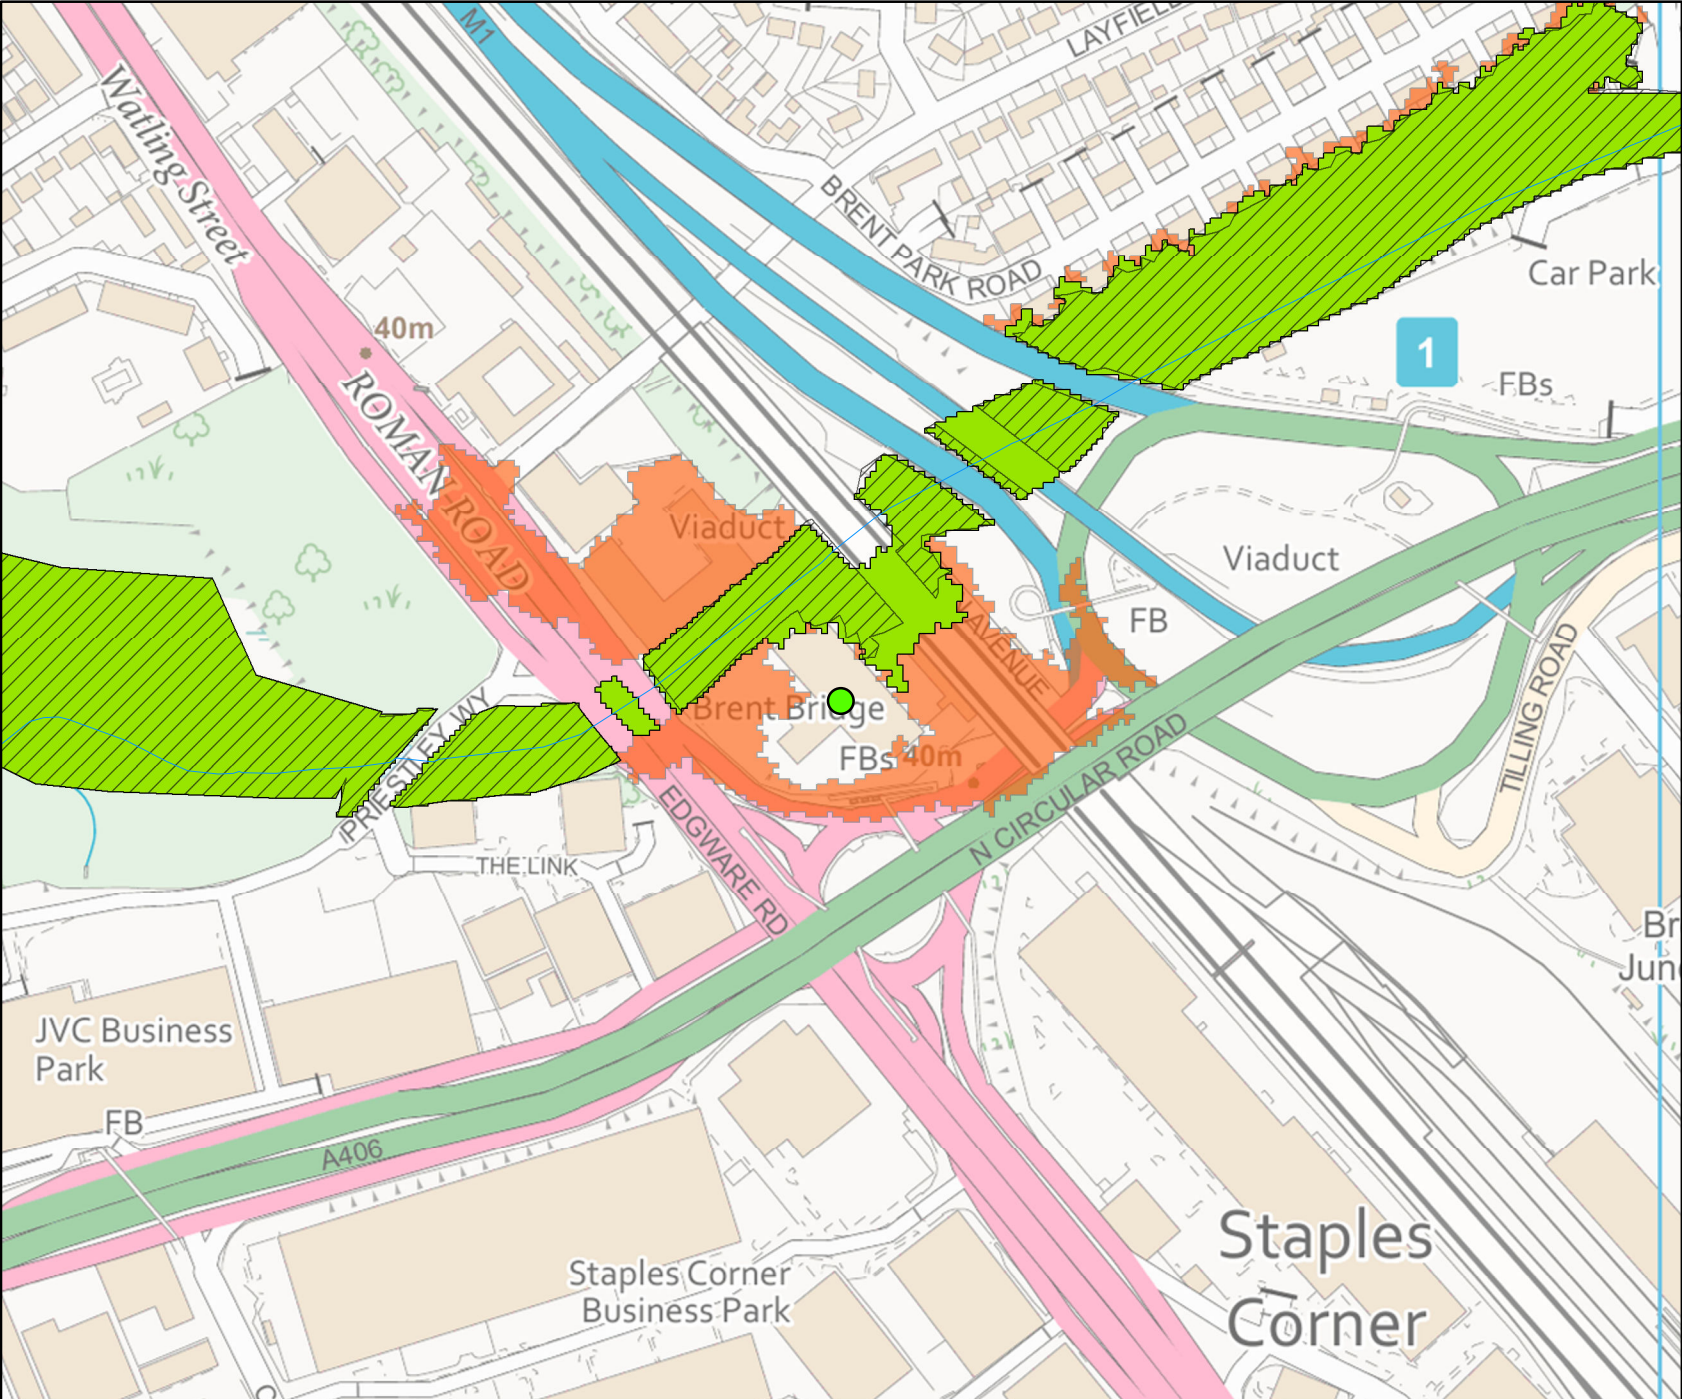 M1
LAYFIELD
Watling Street
BRENT PARK ROAD
Car Park
40m
1
FBs
ROMAN ROAD
Viaduct
Viaduct
AVENUE
FB
Brent Bridge
FBs
40m
TILLING ROAD
PRIESTLEY WY
N CIRCULAR ROAD
EDGWARE RD
THE LINK
Br
Junc
JVC Business
Park
FB
A406
Staples
Corner
Staples Corner
Business Park